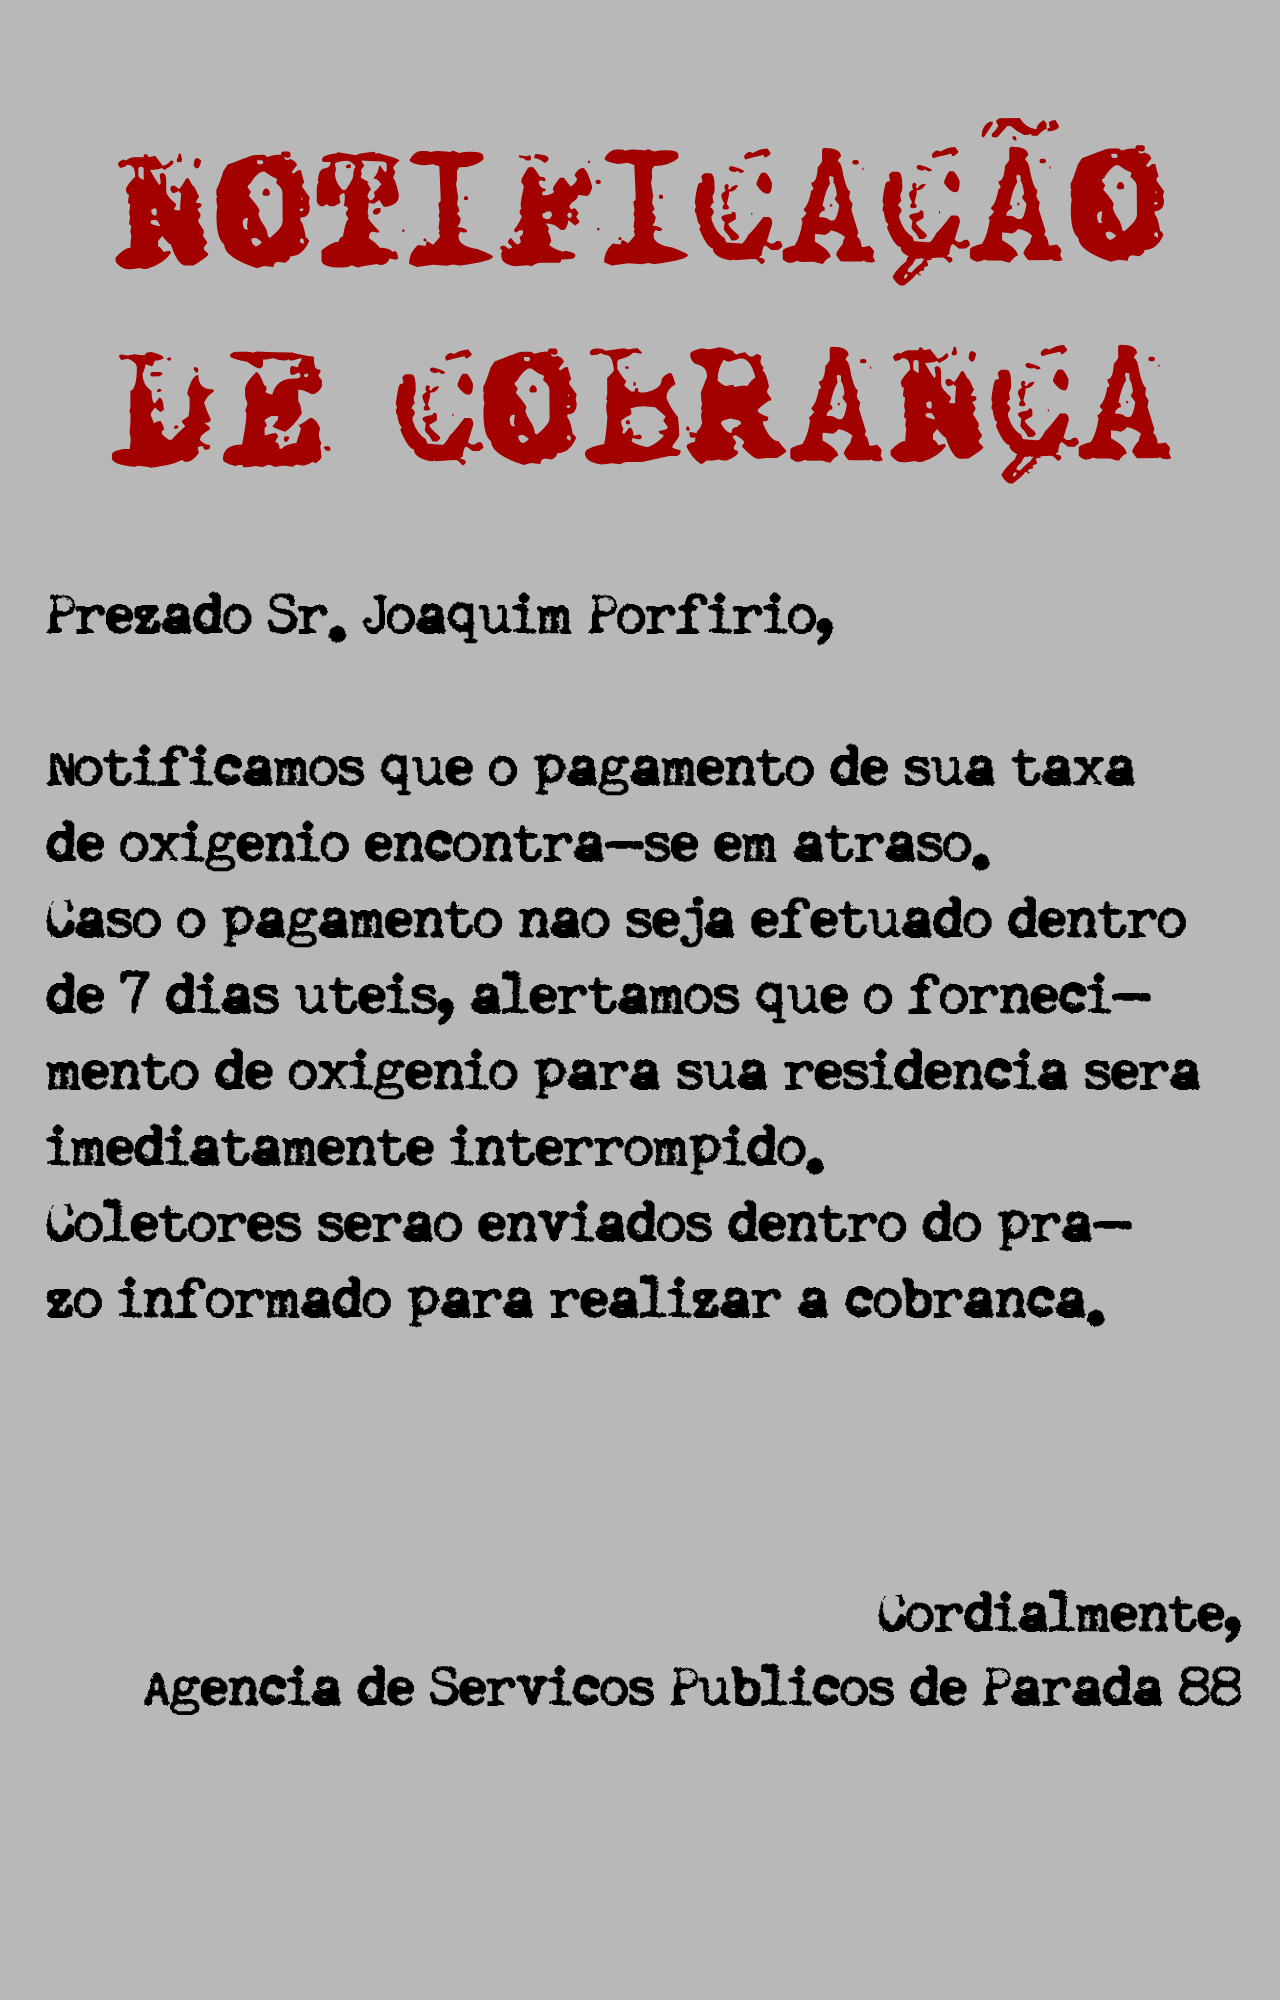 NOTIFICAÇÃO
DE COBRANÇA
Prezado Sr. Joaquim Porfirio,
Notificamos que o pagamento de sua taxa
de oxigenio encontra-se em atraso.
Caso o pagamento nao seja efetuado dentro
de 7 dias uteis, alertamos que o forneci-
mento de oxigenio para sua residencia sera
imediatamente interrompido.
Coletores serao enviados dentro do pra-
zo informado para realizar a cobranca.
Cordialmente,
Agencia de Servicos Publicos de Parada 88